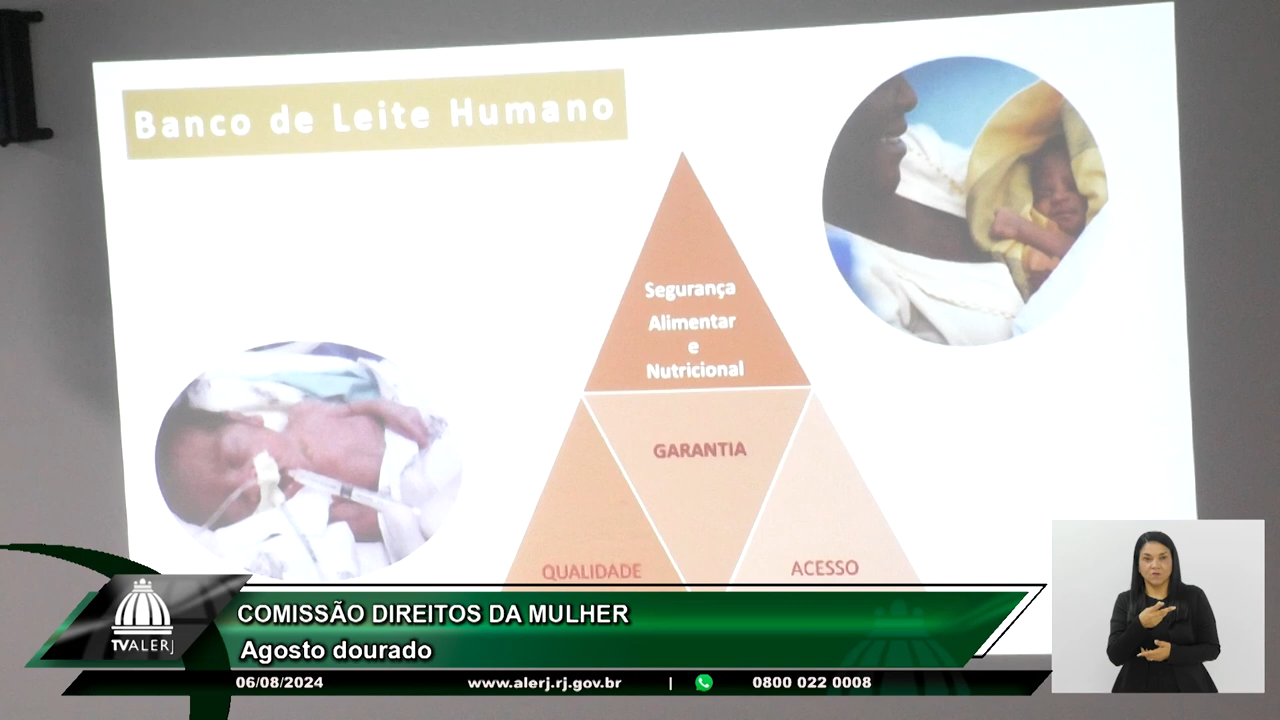 Banco de Leite Humano
Segurança
Alimentar
e
Nutricional
GARANTIA
QUALIDADE
ACESSO
COMISSÃO DIREITOS DA MULHER
Agosto dourado
TVALERJ
06/08/2024 www.alerj.rj.gov.br | 0800 022 0008